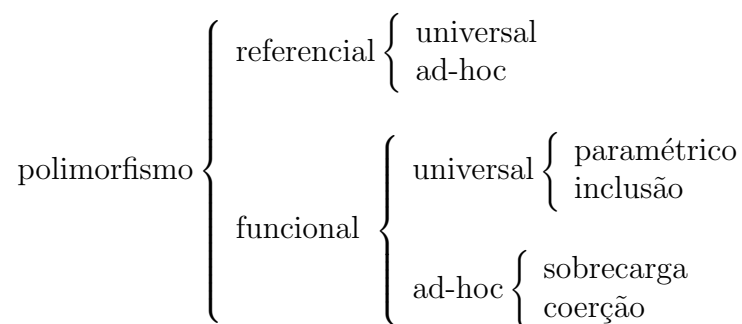 polimorfismo
referencial
universal
ad-hoc
funcional
universal
paramétrico
inclusão
ad-hoc
sobrecarga
coerção